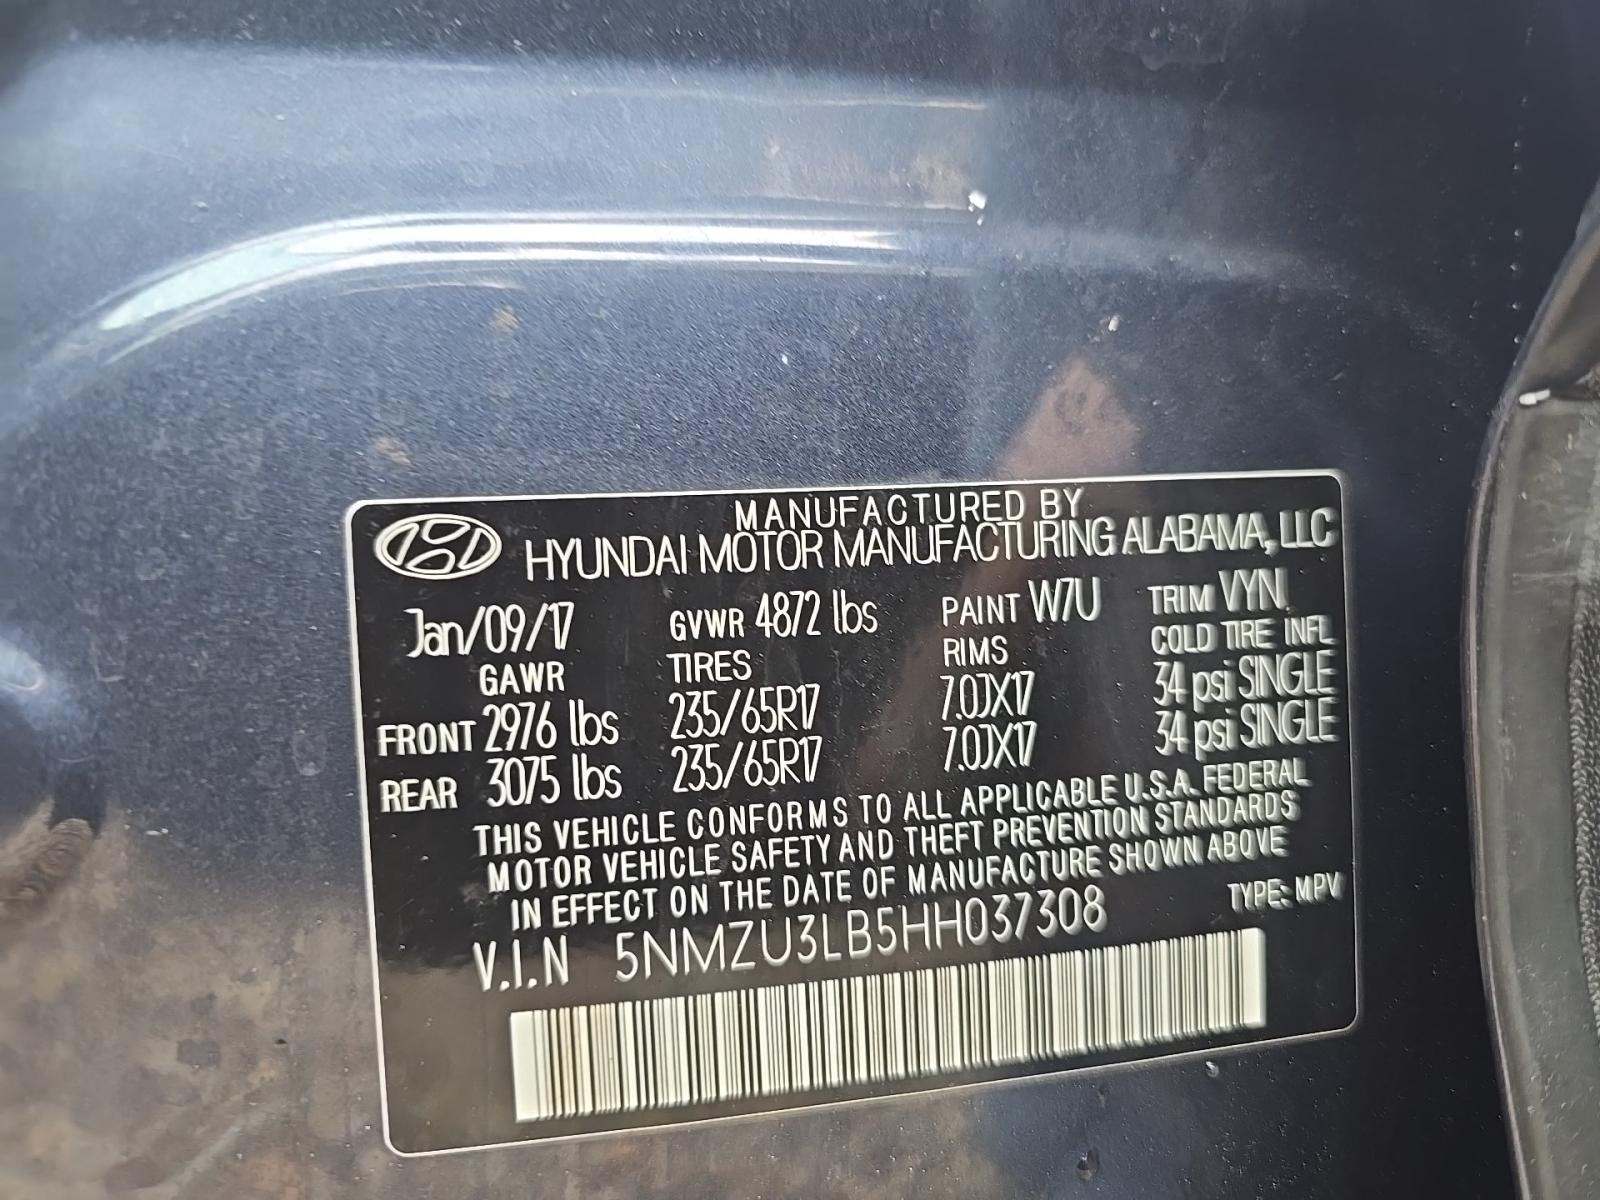 MANUFACTURED BY
HYUNDAI MOTOR MANUFACTURING ALABAMA, LLC
Jan/09/17 GVWR 4872 lbs PAINT W7U TRIM VYN
GAWR TIRES RIMS COLD TIRE INFL
FRONT 2976 lbs 235/65R17 7.0JX17 34 psi SINGLE
REAR 3075 lbs 235/65R17 7.0JX17 34 psi SINGLE
THIS VEHICLE CONFORMS TO ALL APPLICABLE U.S.A. FEDERAL
MOTOR VEHICLE SAFETY AND THEFT PREVENTION STANDARDS
IN EFFECT ON THE DATE OF MANUFACTURE SHOWN ABOVE
V.I.N 5NMZU3LB5HH037308 TYPE: MPV